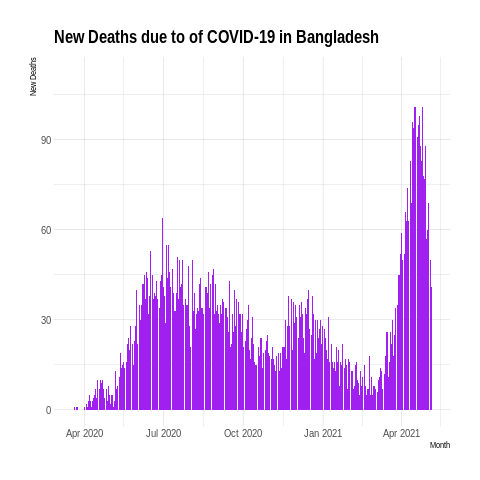 New Deaths due to of COVID-19 in Bangladesh
New Deaths
90
60
30
0
Apr 2020 Jul 2020 Oct 2020 Jan 2021 Apr 2021
Month